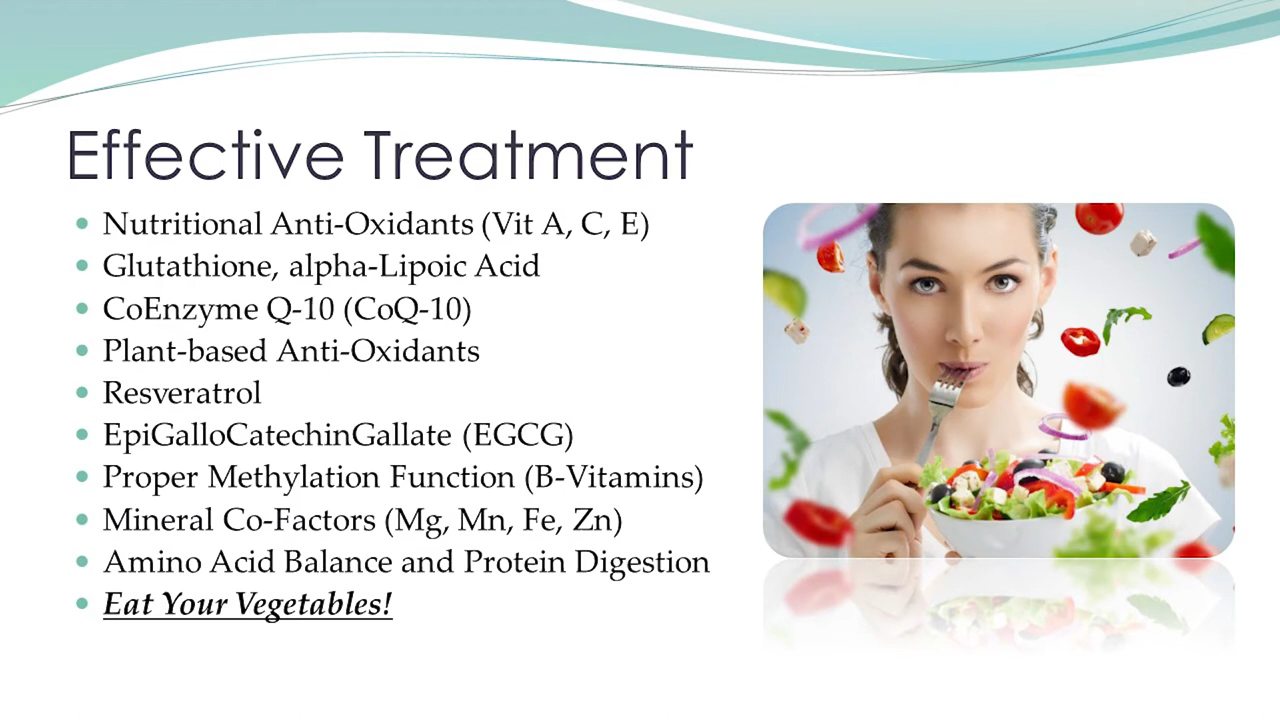 Effective Treatment
Nutritional Anti-Oxidants (Vit A, C, E)
Glutathione, alpha-Lipoic Acid
CoEnzyme Q-10 (CoQ-10)
Plant-based Anti-Oxidants
Resveratrol
EpiGalloCatechinGallate (EGCG)
Proper Methylation Function (B-Vitamins)
Mineral Co-Factors (Mg, Mn, Fe, Zn)
Amino Acid Balance and Protein Digestion
Eat Your Vegetables!